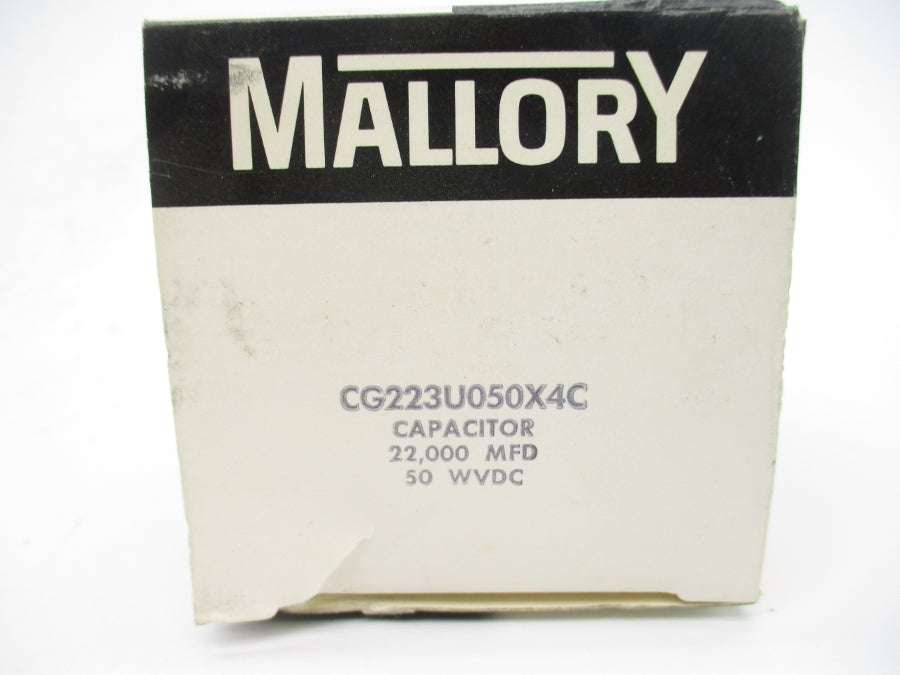 MALLORY
CG223U050X4C
CAPACITOR
22,000 MFD
50 WVDC